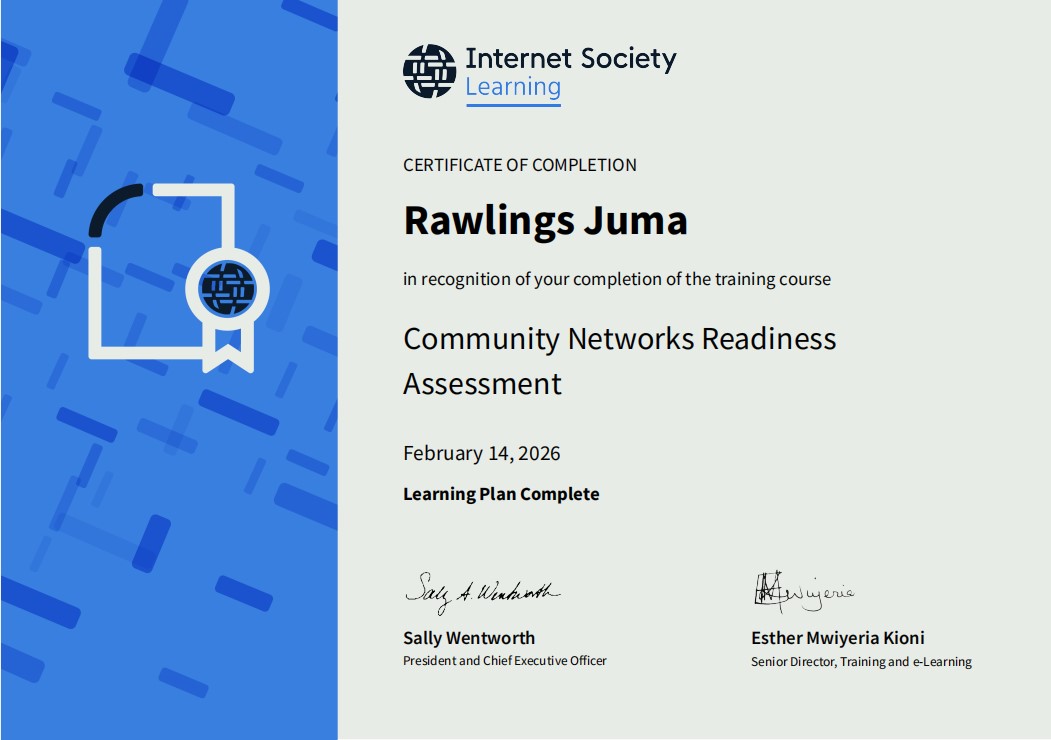 Internet Society
Learning
CERTIFICATE OF COMPLETION
Rawlings Juma
in recognition of your completion of the training course
Community Networks Readiness
Assessment
February 14, 2026
Learning Plan Complete
Sally A. Wentworth
Mwiyeria
Sally Wentworth
Esther Mwiyeria Kioni
President and Chief Executive Officer
Senior Director, Training and e-Learning